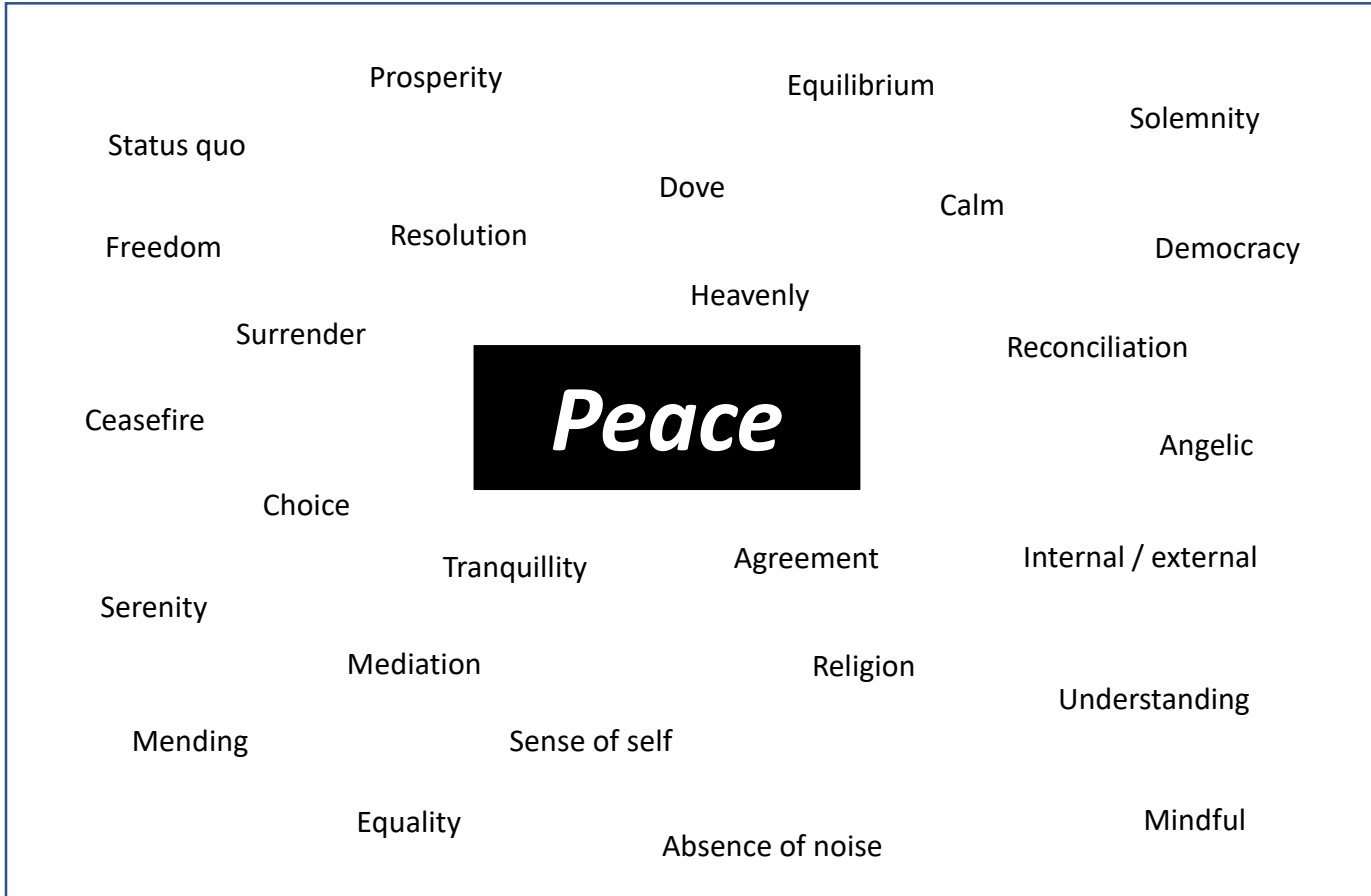 Prosperity
Equilibrium
Solemnity
Status quo
Dove
Calm
Freedom
Resolution
Democracy
Heavenly
Surrender
Reconciliation
Peace
Ceasefire
Angelic
Choice
Tranquillity
Agreement
Internal / external
Serenity
Mediation
Religion
Understanding
Mending
Sense of self
Equality
Absence of noise
Mindful